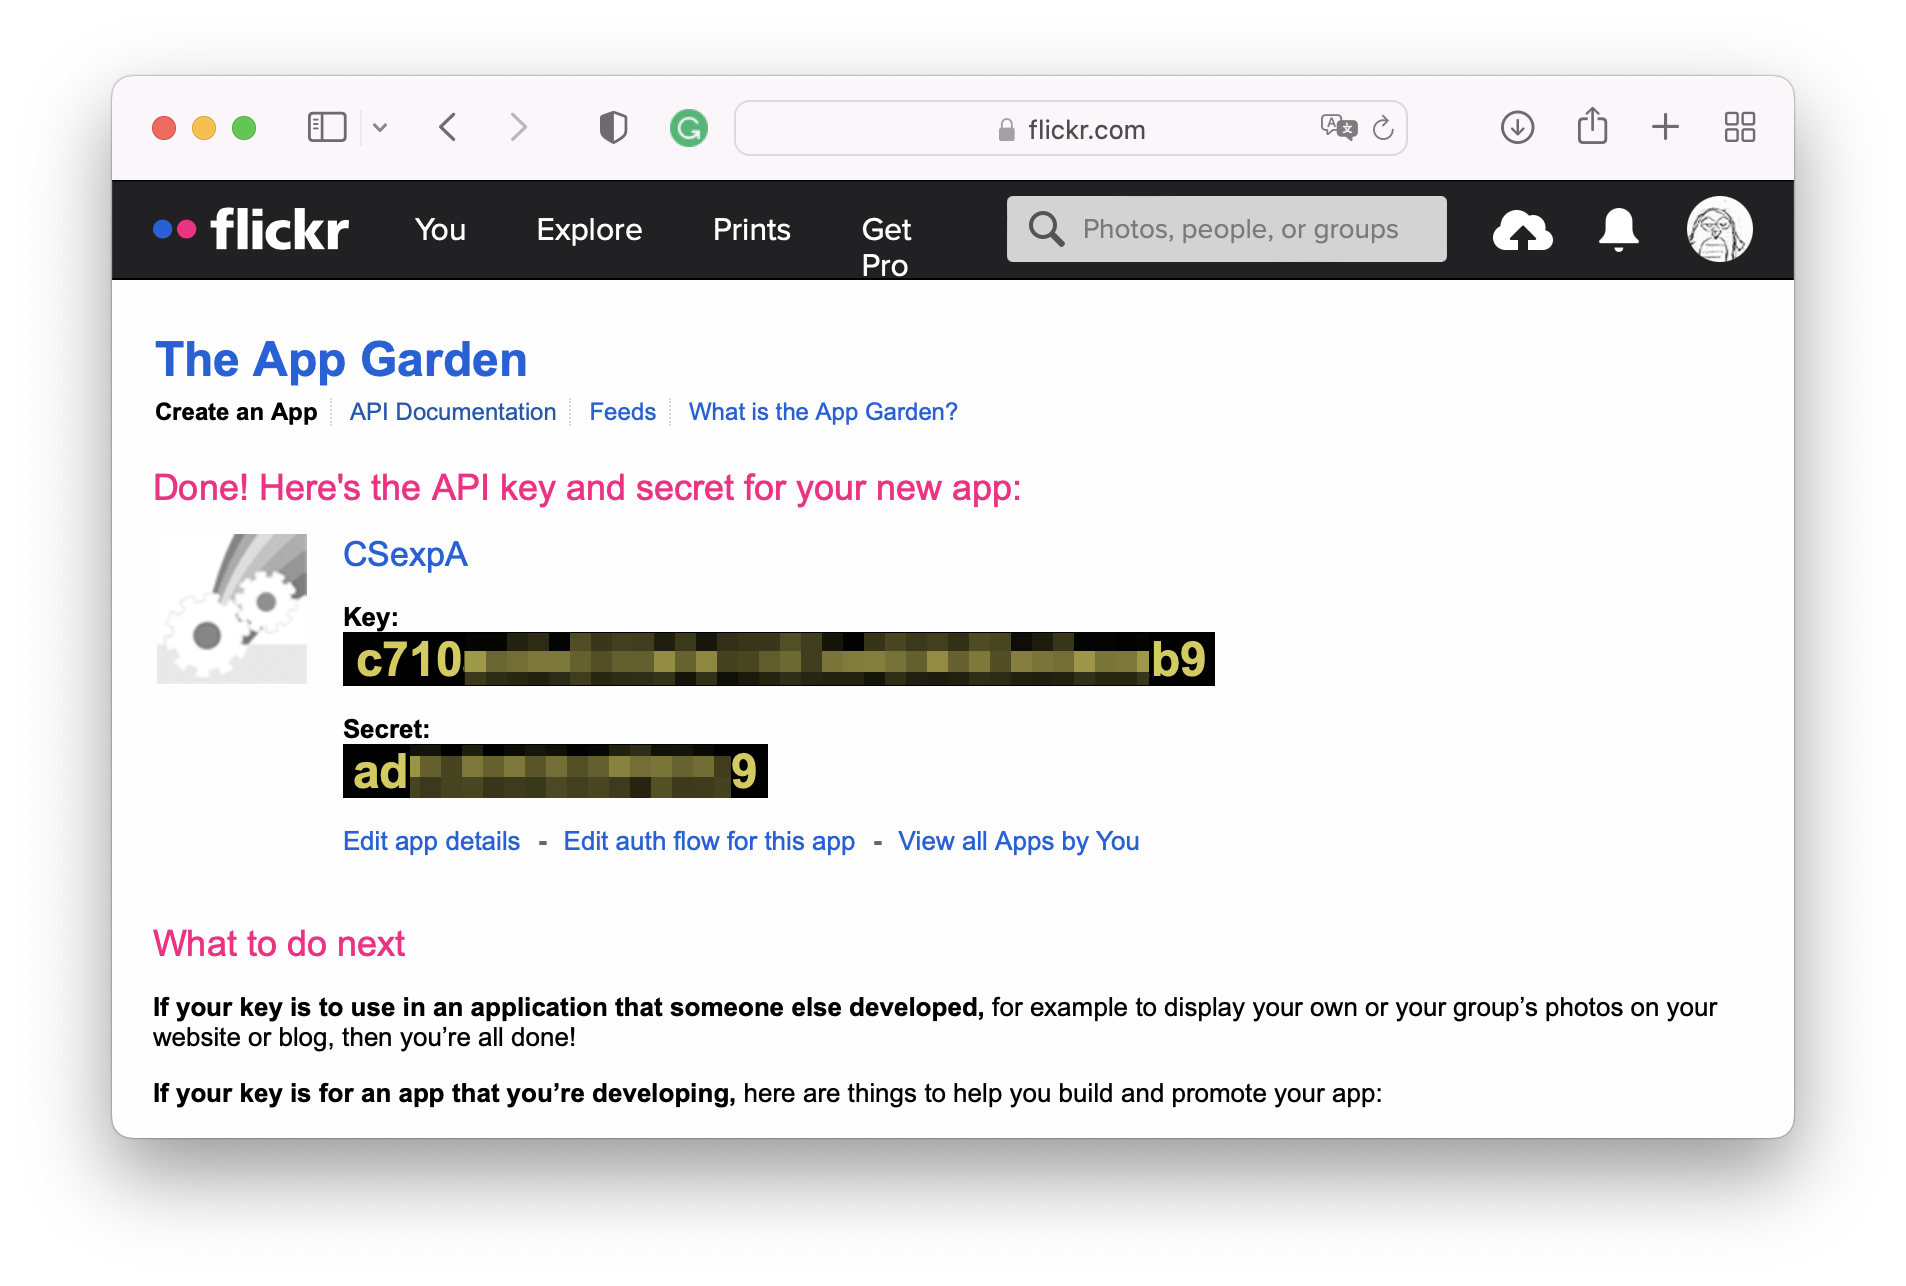 flickr.com
flickr You Explore Prints Get Pro Photos, people, or groups
The App Garden
Create an App API Documentation Feeds What is the App Garden?
Done! Here's the API key and secret for your new app:
CSexpA
Key:
c710 b9
Secret:
ad 9
Edit app details - Edit auth flow for this app - View all Apps by You
What to do next
If your key is to use in an application that someone else developed, for example to display your own or your group’s photos on your
website or blog, then you’re all done!
If your key is for an app that you’re developing, here are things to help you build and promote your app: